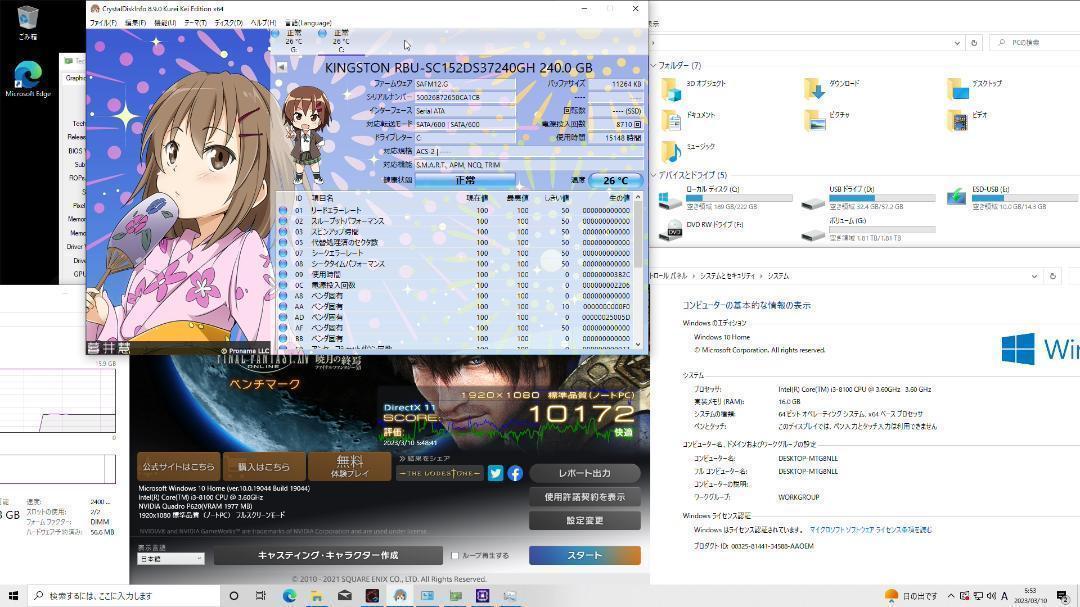 ごみ箱
Microsoft Edge
CrystalDiskInfo 8.9.0 Kurei Kei Edition x64
ファイル(F) 編集(E) 機能(U) テーマ(T) ディスク(D) ヘルプ(H) 言語(Language)
正常 正常
26 ℃ 26 ℃
G: C:
KINGSTON RBU-SC152DS37240GH 240.0 GB
ファームウェア SAFM12.G バッファサイズ 11264 KB
シリアルナンバー 50026B72650CA1CB ----
インターフェース Serial ATA 回転数 ---- (SSD)
対応転送モード SATA/600 | SATA/600 電源投入回数 8710 回
ドライブレター C: 使用時間 15148 時間
対応規格 ACS-2 | ----
対応機能 S.M.A.R.T., APM, NCQ, TRIM
健康状態 正常 温度 26 ℃
ID 項目名 現在値 最悪値 しきい値 生の値
01 リードエラーレート 100 100 50 000000000000
02 スループットパフォーマンス 100 100 50 000000000000
03 スピンアップ時間 100 100 50 000000000000
05 代替処理済のセクタ数 100 100 50 000000000000
07 シークエラーレート 100 100 50 000000000000
08 シークタイムパフォーマンス 100 100 50 000000000000
09 使用時間 100 100 0 000000003B2C
0C 電源投入回数 100 100 0 000000002206
A8 ベンダ固有 100 100 0 000000000000
AA ベンダ固有 100 100 10
AD ベンダ固有 100 100 0
AF ベンダ固有 100 100 50 000000000000
BB ベンダ固有 100 100 0 000000000000
© Proname LLC
フォルダー (7)
3D オブジェクト
ダウンロード
デスクトップ
ドキュメント
ピクチャ
ビデオ
ミュージック
PCの検索
デバイスとドライブ (5)
ローカル ディスク (C:)
空き領域 189 GB/222 GB
USB ドライブ (D:)
空き領域 32.4 GB/57.2 GB
ESD-USB (E:)
空き領域 10.0 GB/14.3 GB
DVD RW ドライブ (F:)
ボリューム (G:)
空き領域 1.81 TB/1.81 TB
トロール パネル › システムとセキュリティ › システム
コンピューターの基本的な情報の表示
Windows のエディション
Windows 10 Home
© Microsoft Corporation. All rights reserved.
システム
プロセッサ: Intel(R) Core(TM) i3-8100 CPU @ 3.60GHz 3.60 GHz
実装メモリ (RAM): 16.0 GB
システムの種類: 64 ビット オペレーティング システム、x64 ベース プロセッサ
ペンとタッチ: このディスプレイでは、ペン入力とタッチ入力は利用できません
コンピューター名、ドメインおよびワークグループの設定
コンピューター名: DESKTOP-MTG8NLL
フル コンピューター名: DESKTOP-MTG8NLL
コンピューターの説明:
ワークグループ: WORKGROUP
Windows ライセンス認証
Windows はライセンス認証されています。 マイクロソフト ソフトウェア ライセンス条項を読む
プロダクト ID: 00325-81441-34588-AAOEM
FINAL FANTASY XIV
ONLINE 暁月の終焉
ベンチマーク
1920×1080 標準品質(ノートPC)
DirectX 11
SCORE: 10172
評価: 快適
2023/3/10 5:48:41
公式サイトはこちら 購入はこちら 無料
体験プレイ
結果をシェア
THE LODESTONE
レポート出力
使用許諾契約を表示
設定変更
Microsoft Windows 10 Home (ver.10.0.19044 Build 19044)
Intel(R) Core(TM) i3-8100 CPU @ 3.60GHz
NVIDIA Quadro P620(VRAM 1977 MB)
1920x1080 標準品質(ノートPC) フルスクリーンモード
表示言語
日本語
キャスティング・キャラクター作成
ループ再生する
スタート
© 2010 - 2021 SQUARE ENIX CO., LTD. All Rights Reserved.
15.9 GB
0
速度: 2400 ...
スロットの使用: 2/2
フォーム ファクター: DIMM
ハードウェア予約済み: 56.6 MB
検索するには、ここに入力します
日の出です
A
5:53
2023/03/10